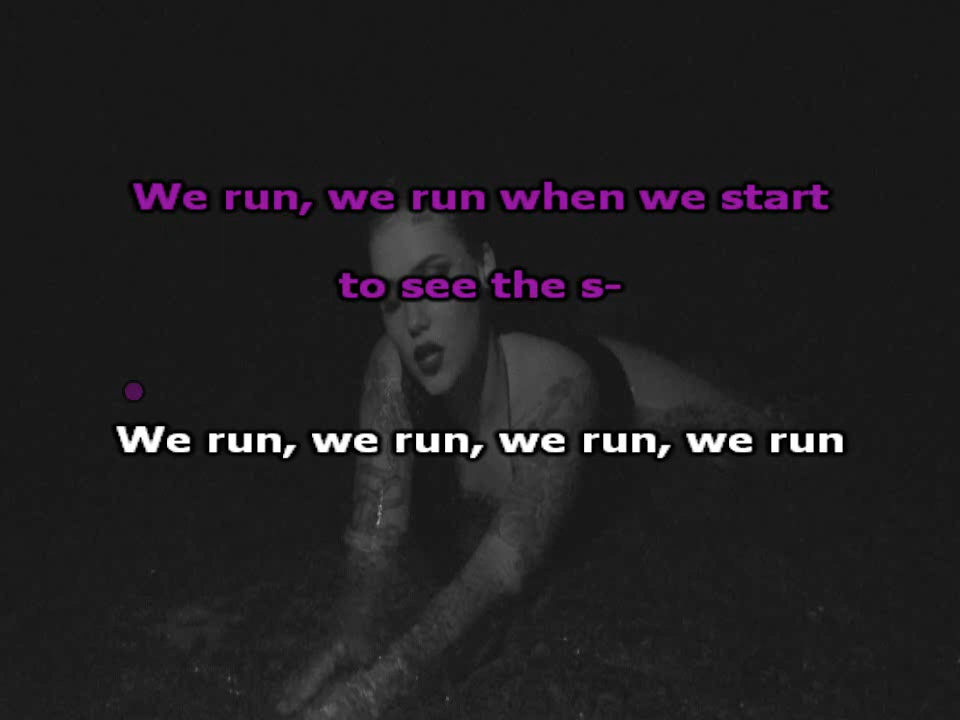 We run, we run when we start
to see the s-
We run, we run, we run, we run